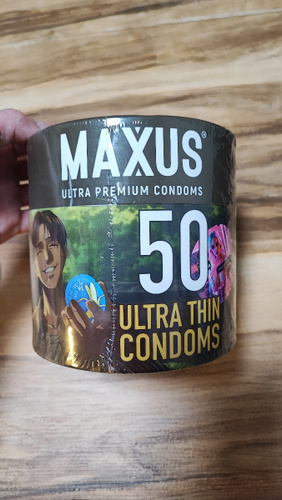 MAXUS®
ULTRA PREMIUM CONDOMS
50
ULTRA THIN
CONDOMS